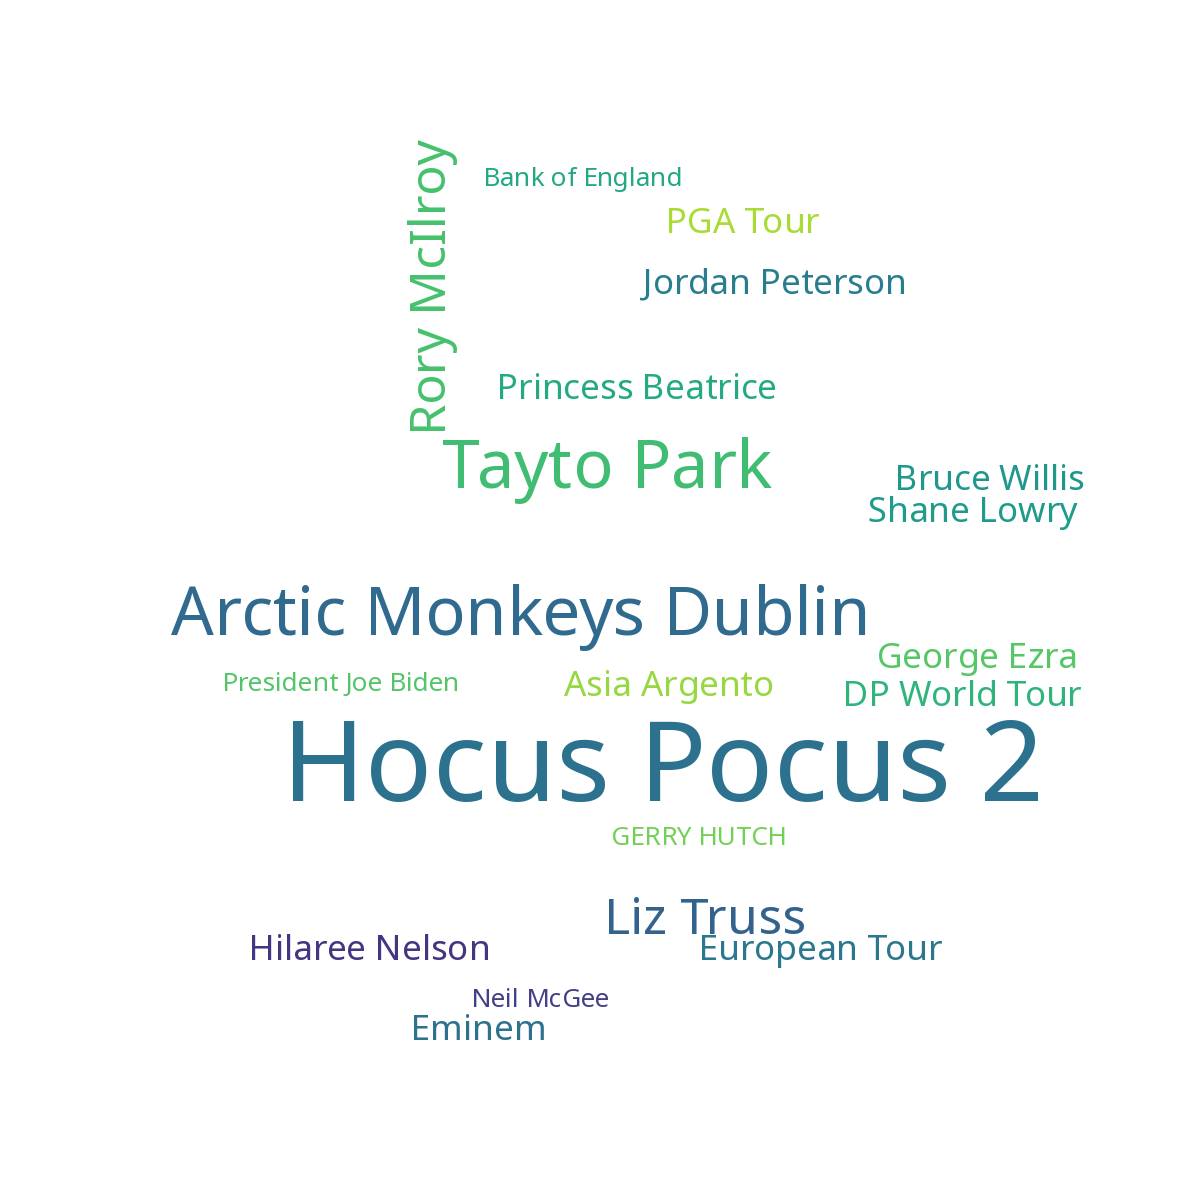 Rory McIlroy
Bank of England
PGA Tour
Jordan Peterson
Princess Beatrice
Tayto Park
Bruce Willis
Shane Lowry
Arctic Monkeys Dublin
George Ezra
President Joe Biden
Asia Argento
DP World Tour
Hocus Pocus 2
GERRY HUTCH
Liz Truss
Hilaree Nelson
European Tour
Neil McGee
Eminem